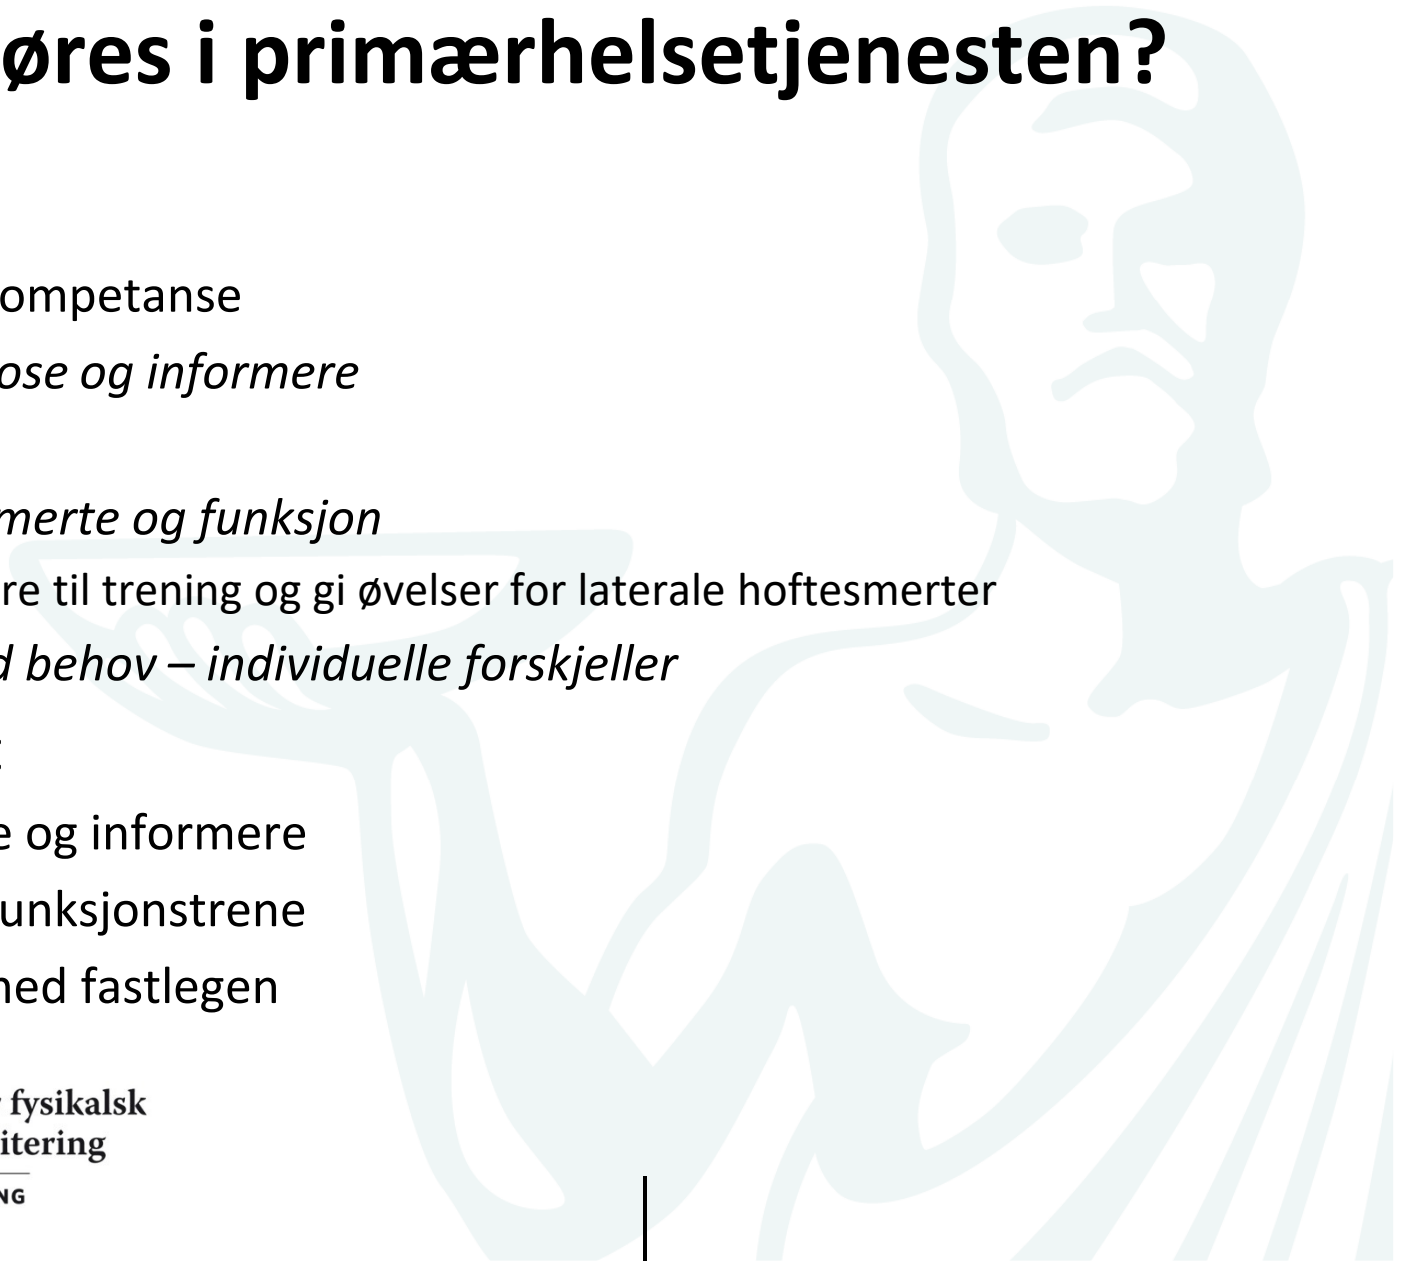 øres i primærhelsetjenesten?
ompetanse
ose og informere
merte og funksjon
re til trening og gi øvelser for laterale hoftesmerter
d behov – individuelle forskjeller
e og informere
unksjonstrene
ned fastlegen
fysikalsk
itering
NG